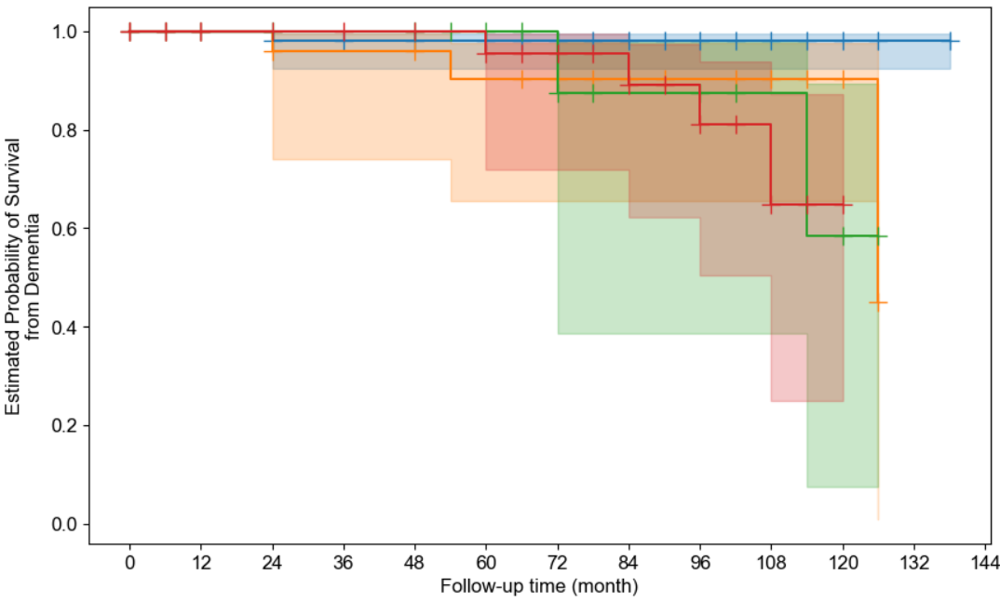 Estimated Probability of Survival
from Dementia
1.0
0.8
0.6
0.4
0.2
0.0
0 12 24 36 48 60 72 84 96 108 120 132 144
Follow-up time (month)